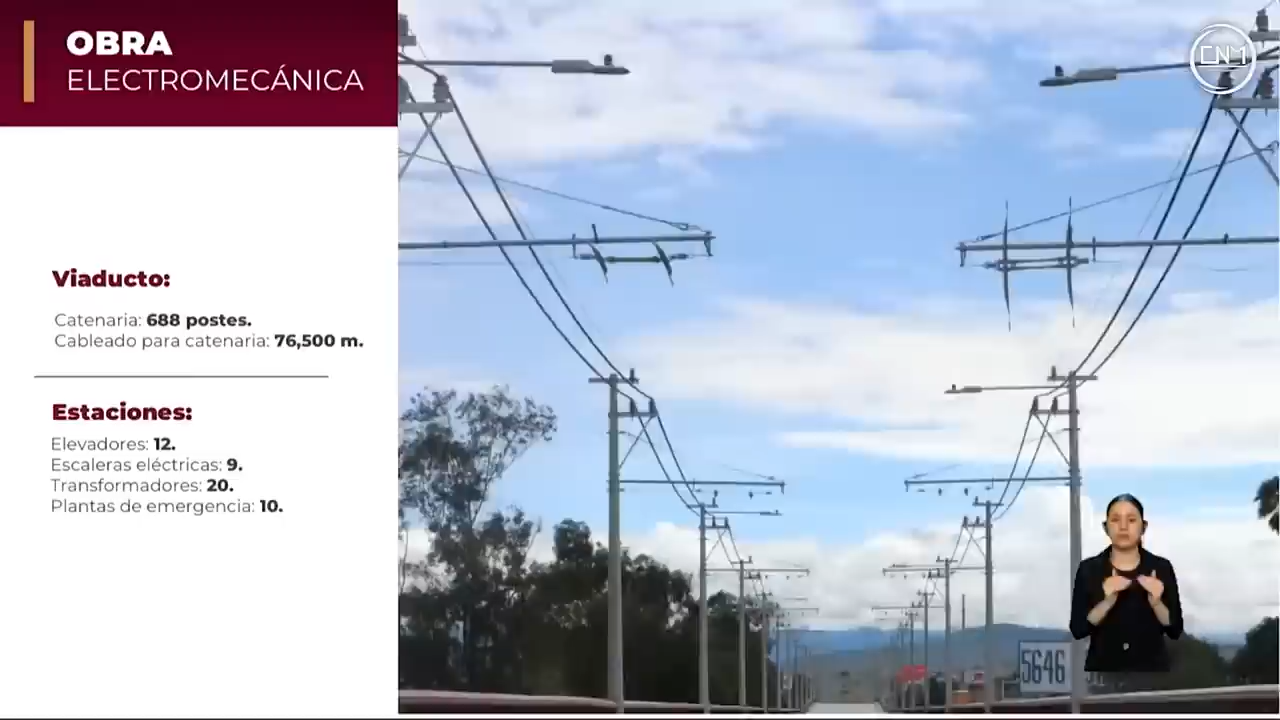 OBRA
ELECTROMECÁNICA
CNM
Viaducto:
Catenaria: 688 postes.
Cableado para catenaria: 76,500 m.
Estaciones:
Elevadores: 12.
Escaleras eléctricas: 9.
Transformadores: 20.
Plantas de emergencia: 10.
5646